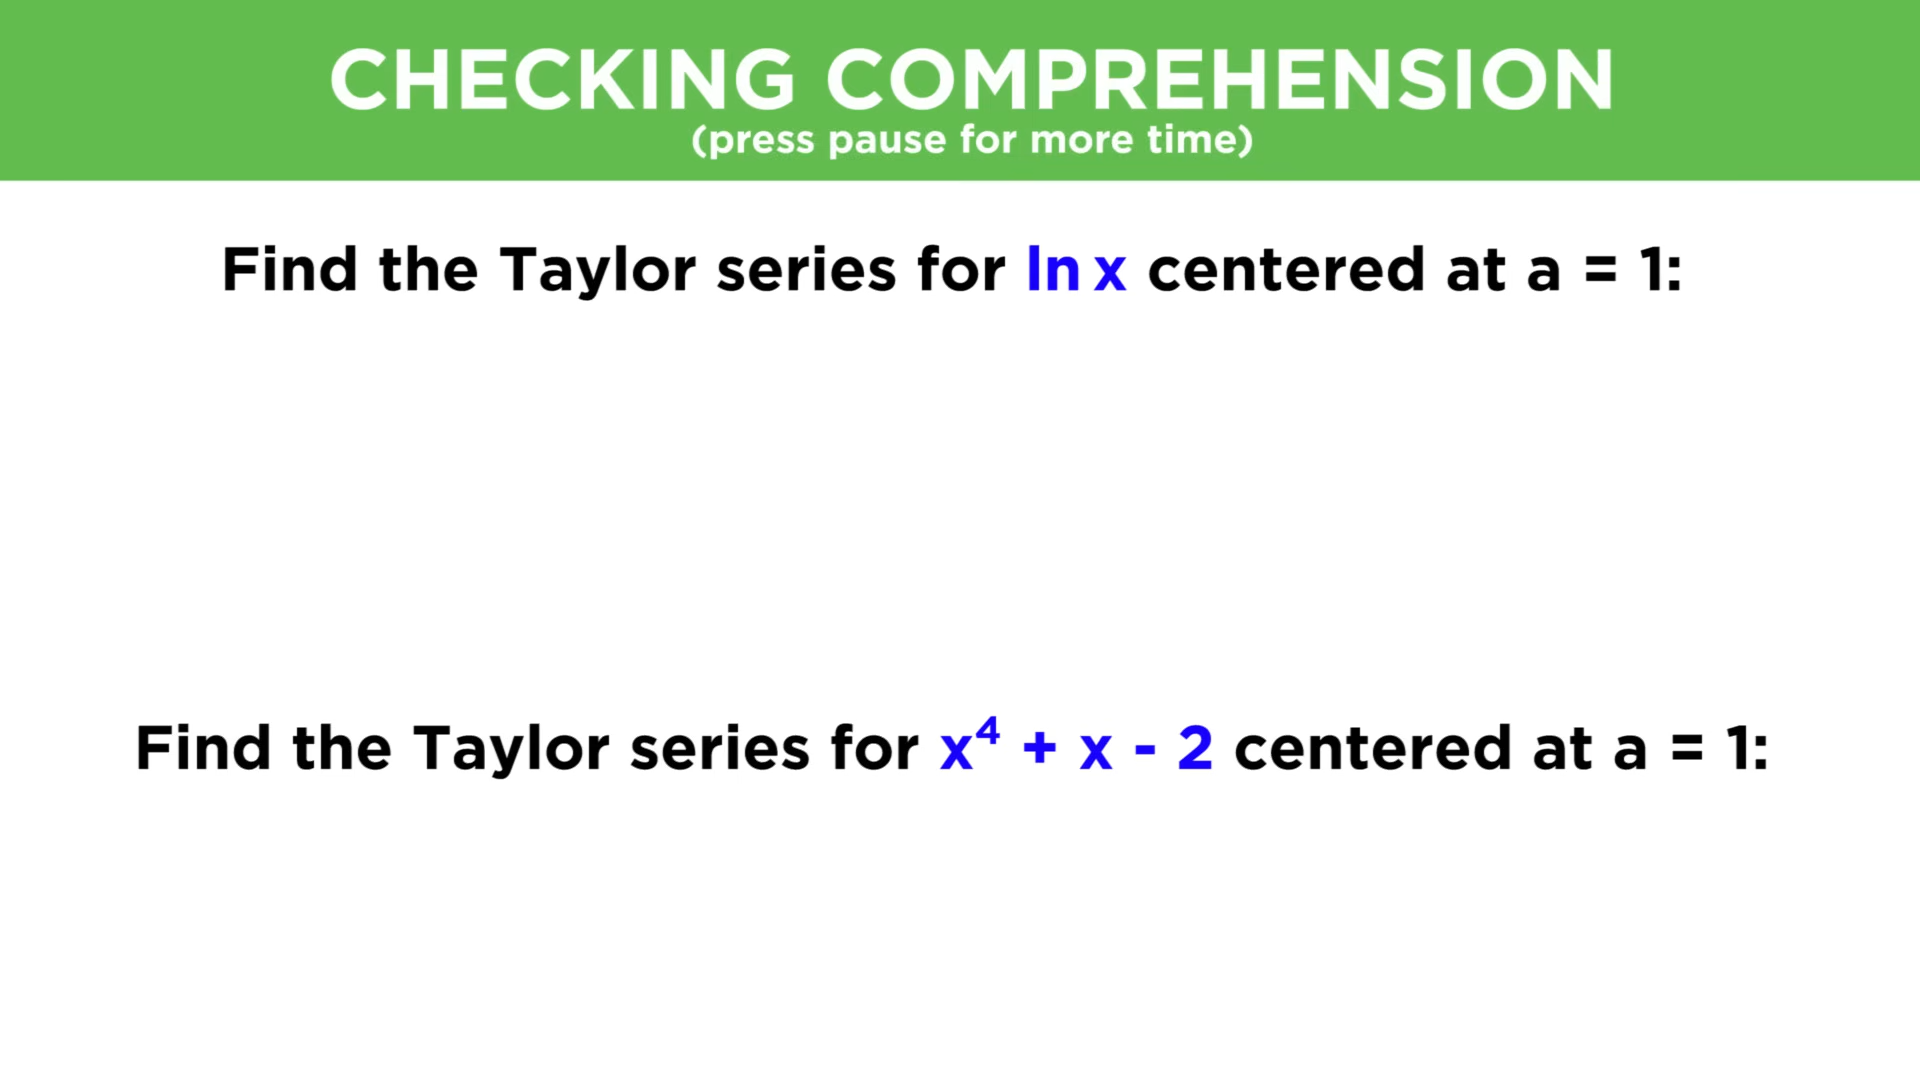 CHECKING COMPREHENSION
(press pause for more time)
Find the Taylor series for ln x centered at a = 1:
Find the Taylor series for x⁴ + x - 2 centered at a = 1: